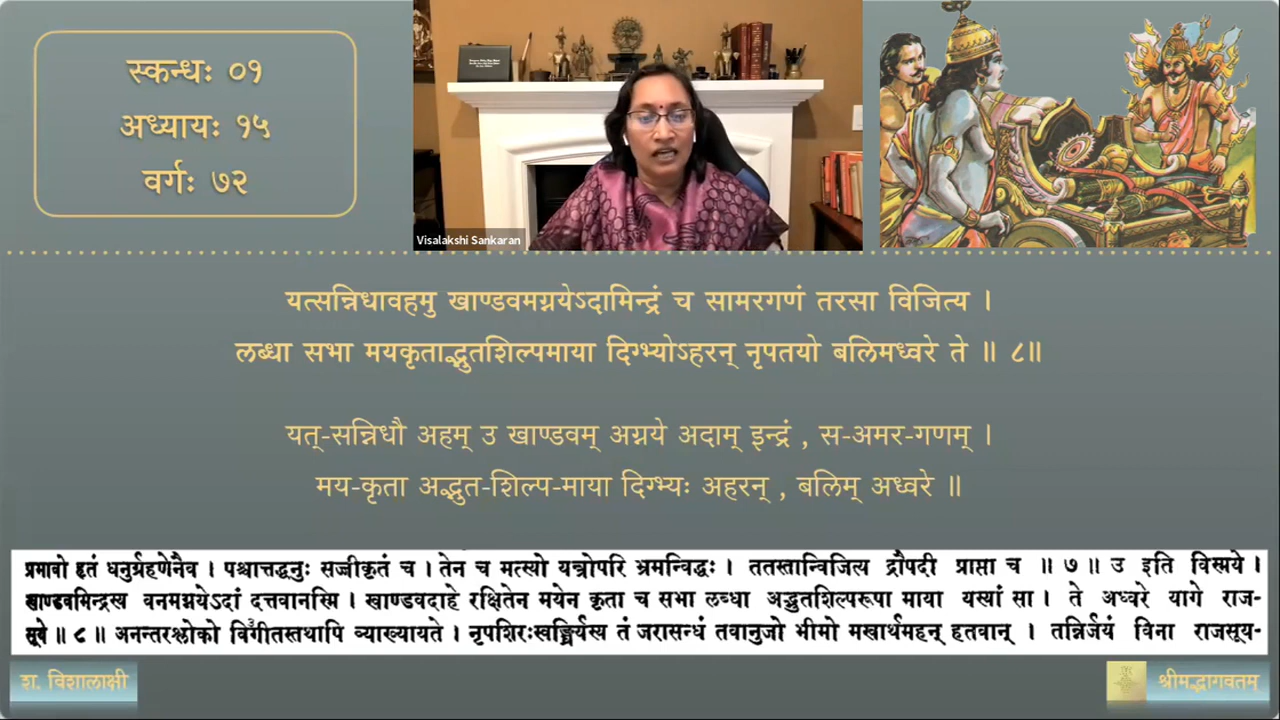 स्कन्धः ०१
अध्यायः १५
वर्गः ७२
Visalakshi Sankaran
यत्सन्निधावहमु खाण्डवमग्नयेऽदामिन्द्रं च सामरगणं तरसा विजित्य ।
लब्धा सभा मयकृताद्भुतशिल्पमाया दिग्भ्योऽहरन् नृपतयो बलिमध्वरे ते ॥ ८॥
यत्-सन्निधौ अहम् उ खाण्डवम् अग्नये अदाम् इन्द्रं , स-अमर-गणम् ।
मय-कृता अद्भुत-शिल्प-माया दिग्भ्यः अहरन् , बलिम् अध्वरे ॥
प्रभावो हृतं धनुर्ग्रहणेनैव । पश्चात्तद्धनुः सज्जीकृतं च । तेन च मत्स्यो यन्त्रोपरि भ्रमन्विद्धः । ततस्तान्विजित्य द्रौपदी प्राप्ता च ॥ ७ ॥ उ इति विस्मये ।
खाण्डवमिन्द्रस्य वनमग्नयेऽदां दत्तवानस्मि । खाण्डवदाहे रक्षितेन मयेन कृता च सभा लब्धा अद्भुतशिल्परूपा माया यस्यां सा । ते अध्वरे यागे राज-
सूये ॥ ८ ॥ अनन्तरश्लोको विगीतस्तथापि व्याख्यायते । नृपशिरःस्वङ्घ्रिर्यस्य तं जरासन्धं तवानुजो भीमो मखार्थमहन् हतवान् । तन्निर्जयं विना राजसूय-
श. विशालाक्षी
श्रीमद्भागवतम्